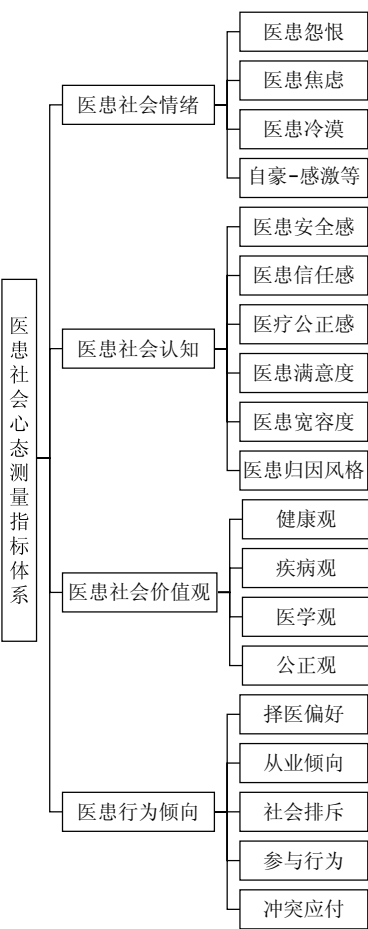 医患社会心态测量指标体系
医患社会情绪
医患怨恨
医患焦虑
医患冷漠
自豪-感激等
医患社会认知
医患安全感
医患信任感
医疗公正感
医患满意度
医患宽容度
医患归因风格
医患社会价值观
健康观
疾病观
医学观
公正观
医患行为倾向
择医偏好
从业倾向
社会排斥
参与行为
冲突应付